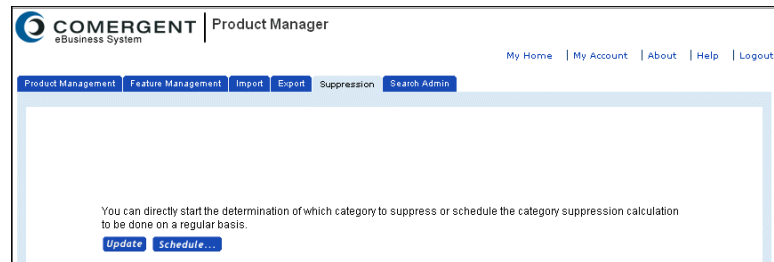 COMERGENT
eBusiness System
Product Manager
My Home | My Account | About | Help | Logout
Product Management Feature Management Import Export Suppression Search Admin
You can directly start the determination of which category to suppress or schedule the category suppression calculation
to be done on a regular basis.
Update Schedule...